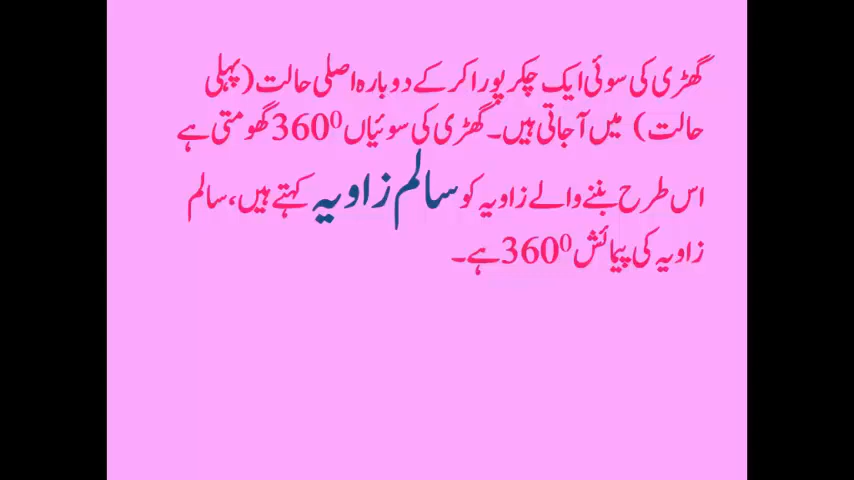 گھڑی کی سوئی ایک چکر پورا کر کے دوبارہ اصلی حالت (پہلی
حالت) میں آجاتی ہیں۔ گھڑی کی سوئیاں 360⁰ گھومتی ہے
اس طرح بننے والے زاویہ کو سالم زاویہ کہتے ہیں، سالم
زاویہ کی پیمائش 360⁰ ہے۔